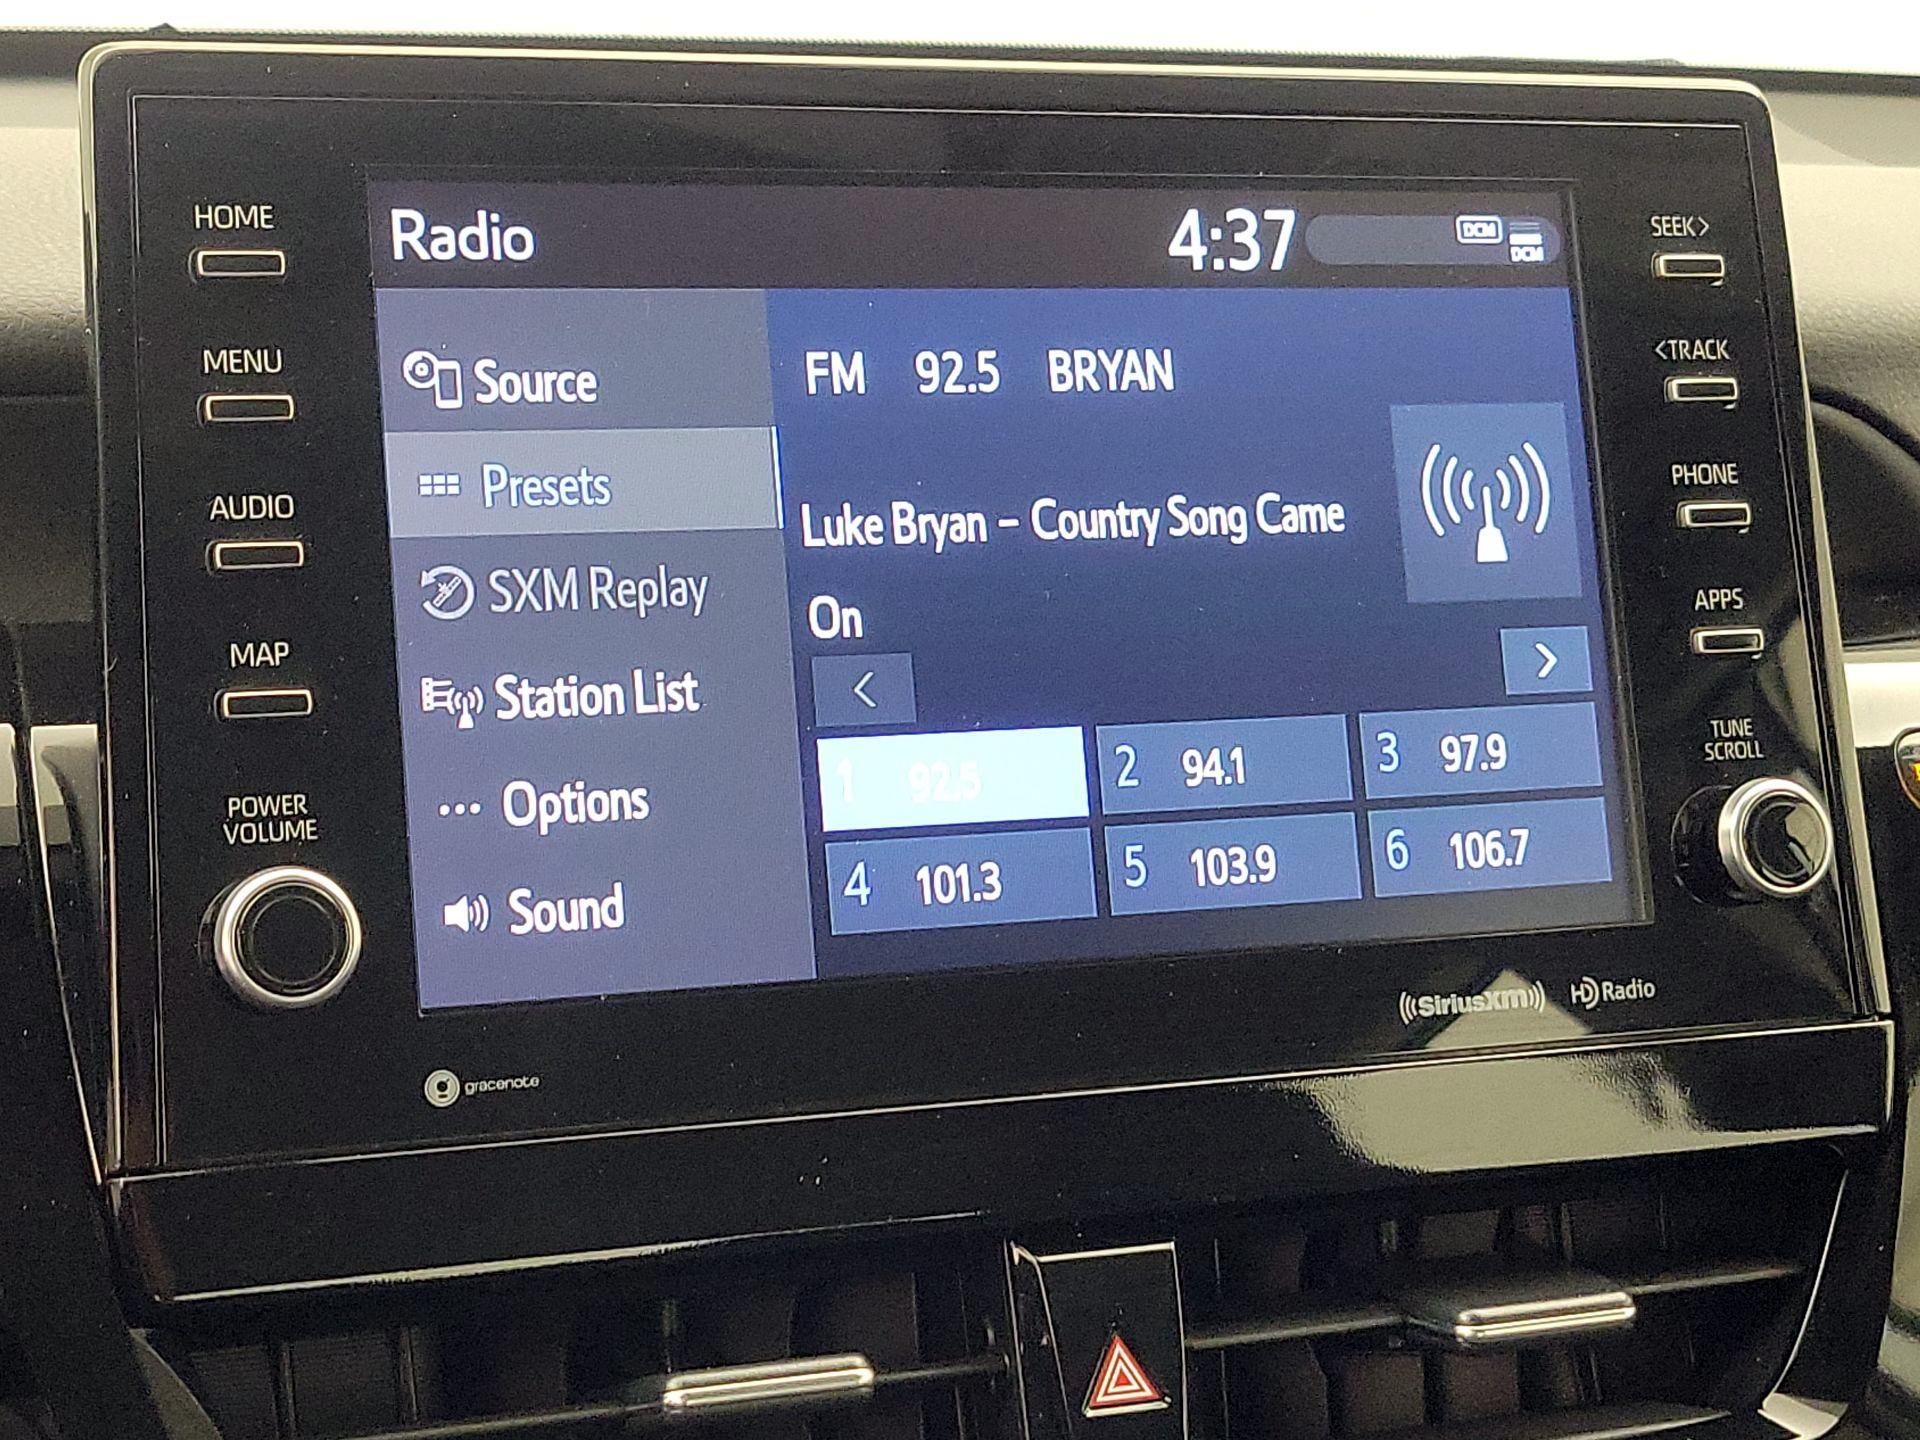 HOME
MENU
AUDIO
MAP
POWER
VOLUME
Radio
4:37
DCM
DCM
Source
Presets
SXM Replay
Station List
Options
Sound
FM 92.5 BRYAN
Luke Bryan – Country Song Came
On
<
>
1 92.5
2 94.1
3 97.9
4 101.3
5 103.9
6 106.7
SEEK>
<TRACK
PHONE
APPS
TUNE
SCROLL
((SiriusXM)) HD Radio
gracenote